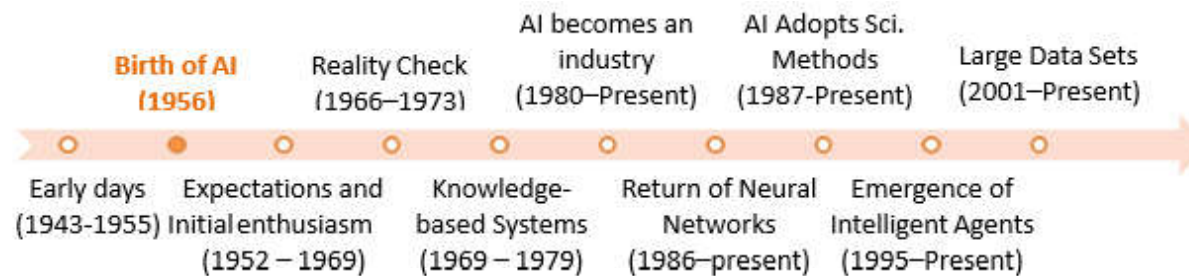 Birth of AI
(1956)
Reality Check
(1966–1973)
AI becomes an
industry
(1980–Present)
AI Adopts Sci.
Methods
(1987-Present)
Large Data Sets
(2001–Present)
Early days
(1943-1955)
Expectations and
Initial enthusiasm
(1952 – 1969)
Knowledge-
based Systems
(1969 – 1979)
Return of Neural
Networks
(1986–present)
Emergence of
Intelligent Agents
(1995–Present)